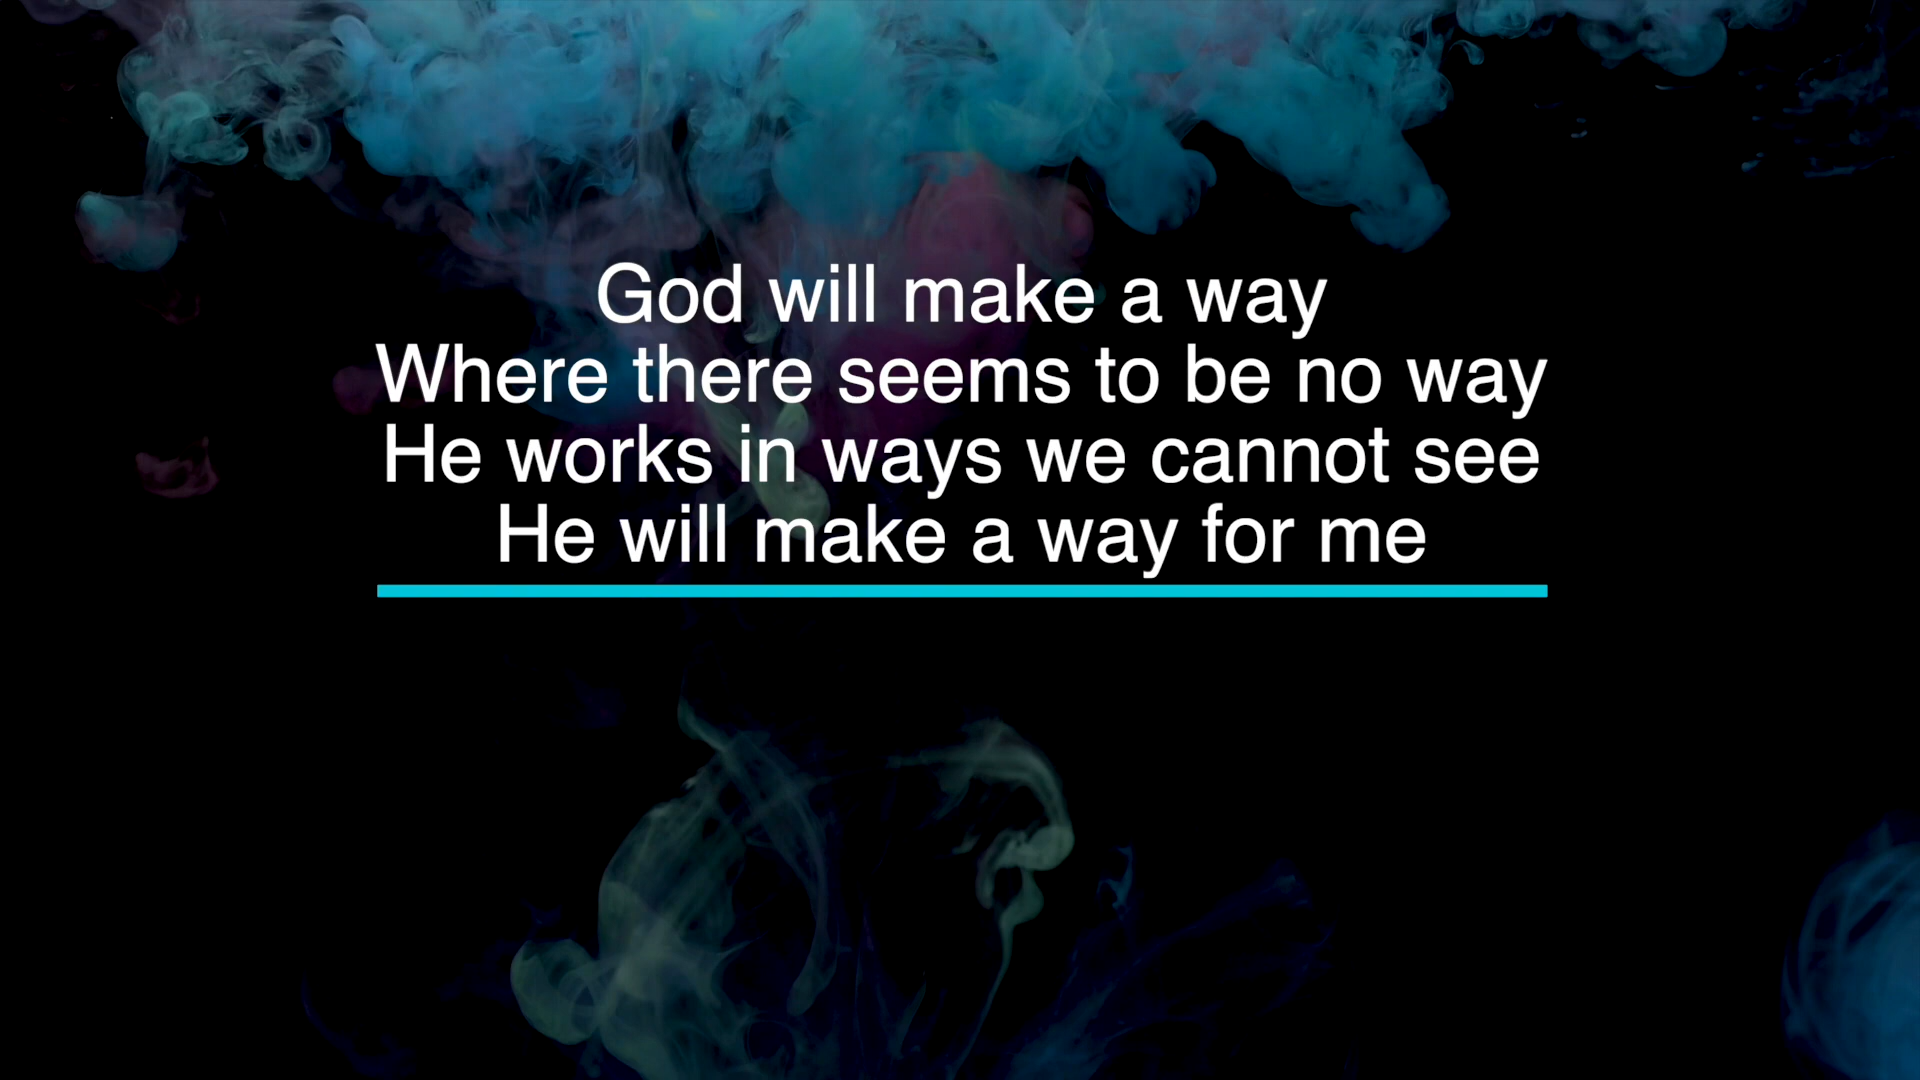 God will make a way
Where there seems to be no way
He works in ways we cannot see
He will make a way for me